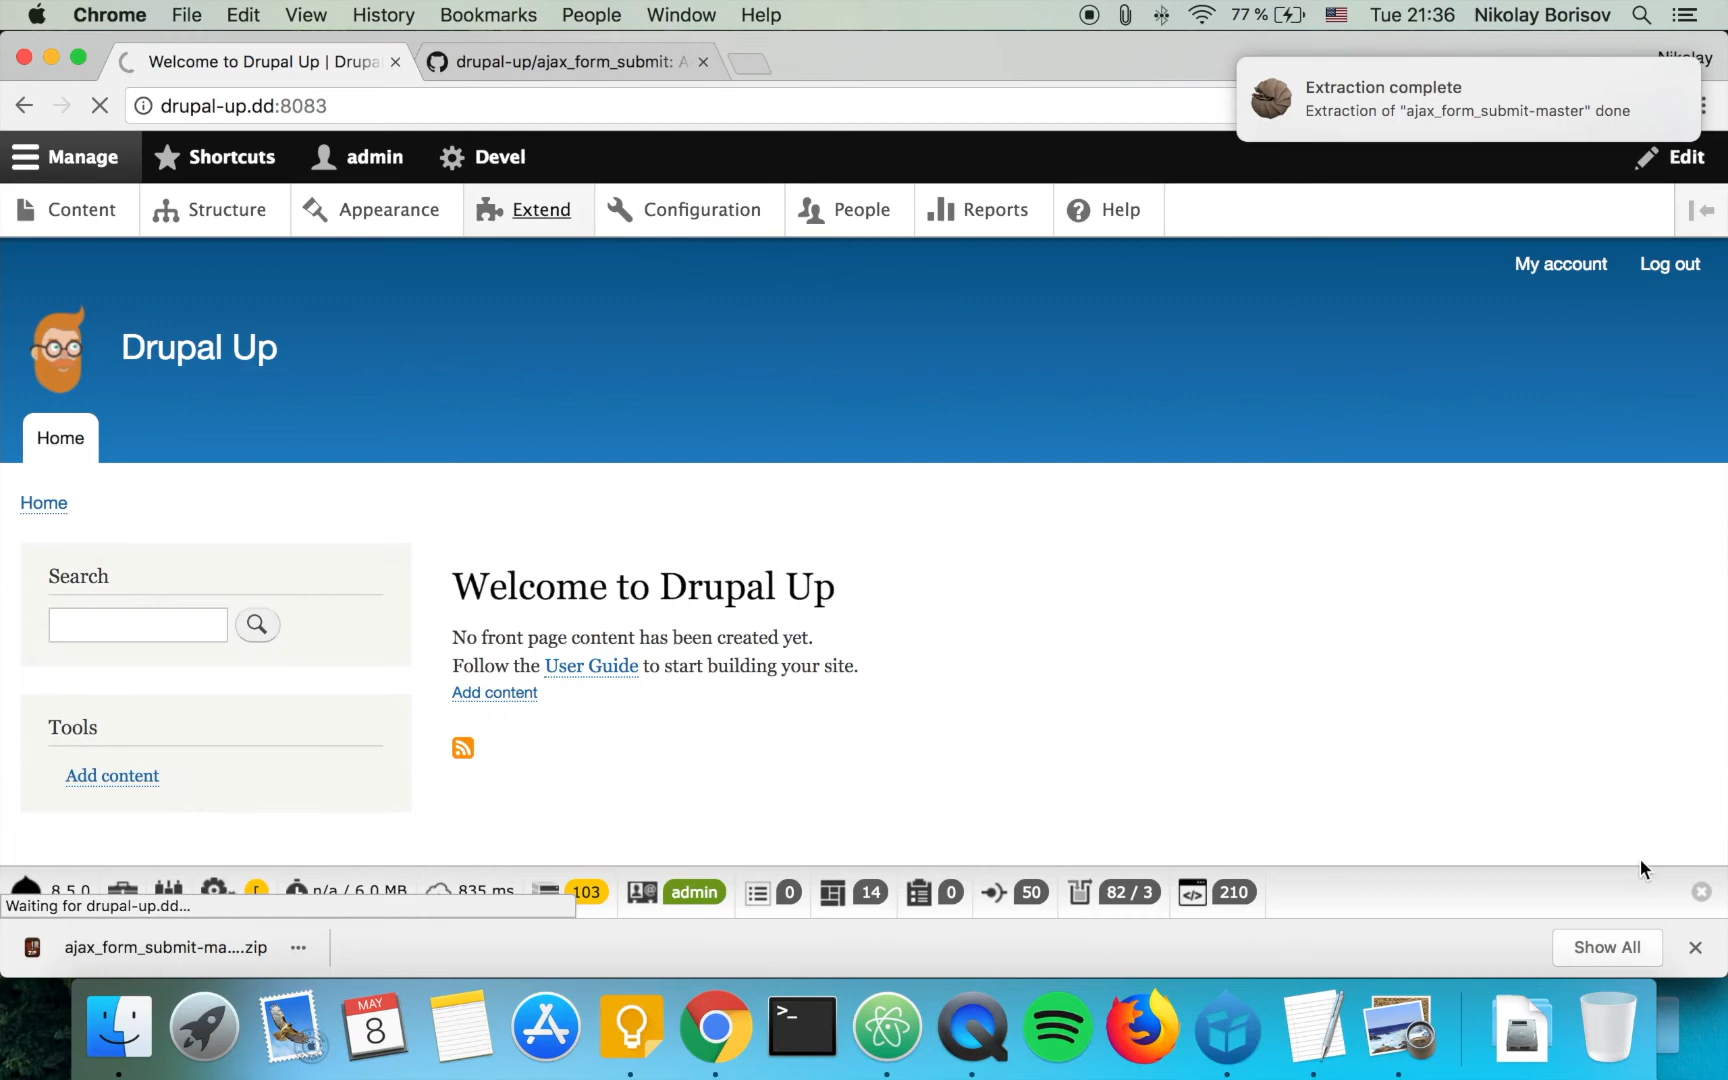 Chrome File Edit View History Bookmarks People Window Help 77 % Tue 21:36 Nikolay Borisov
Welcome to Drupal Up | Drupa
drupal-up/ajax_form_submit: A
Extraction complete
Extraction of "ajax_form_submit-master" done
drupal-up.dd:8083
Manage Shortcuts admin Devel Edit
Content Structure Appearance Extend Configuration People Reports Help
My account Log out
Drupal Up
Home
Home
Search
Welcome to Drupal Up
No front page content has been created yet.
Follow the User Guide to start building your site.
Add content
Tools
Add content
8.5.0 n/a / 6.0 MB 835 ms 103 admin 0 14 0 50 82 / 3 210
Waiting for drupal-up.dd...
ajax_form_submit-ma....zip
Show All
MAY
8